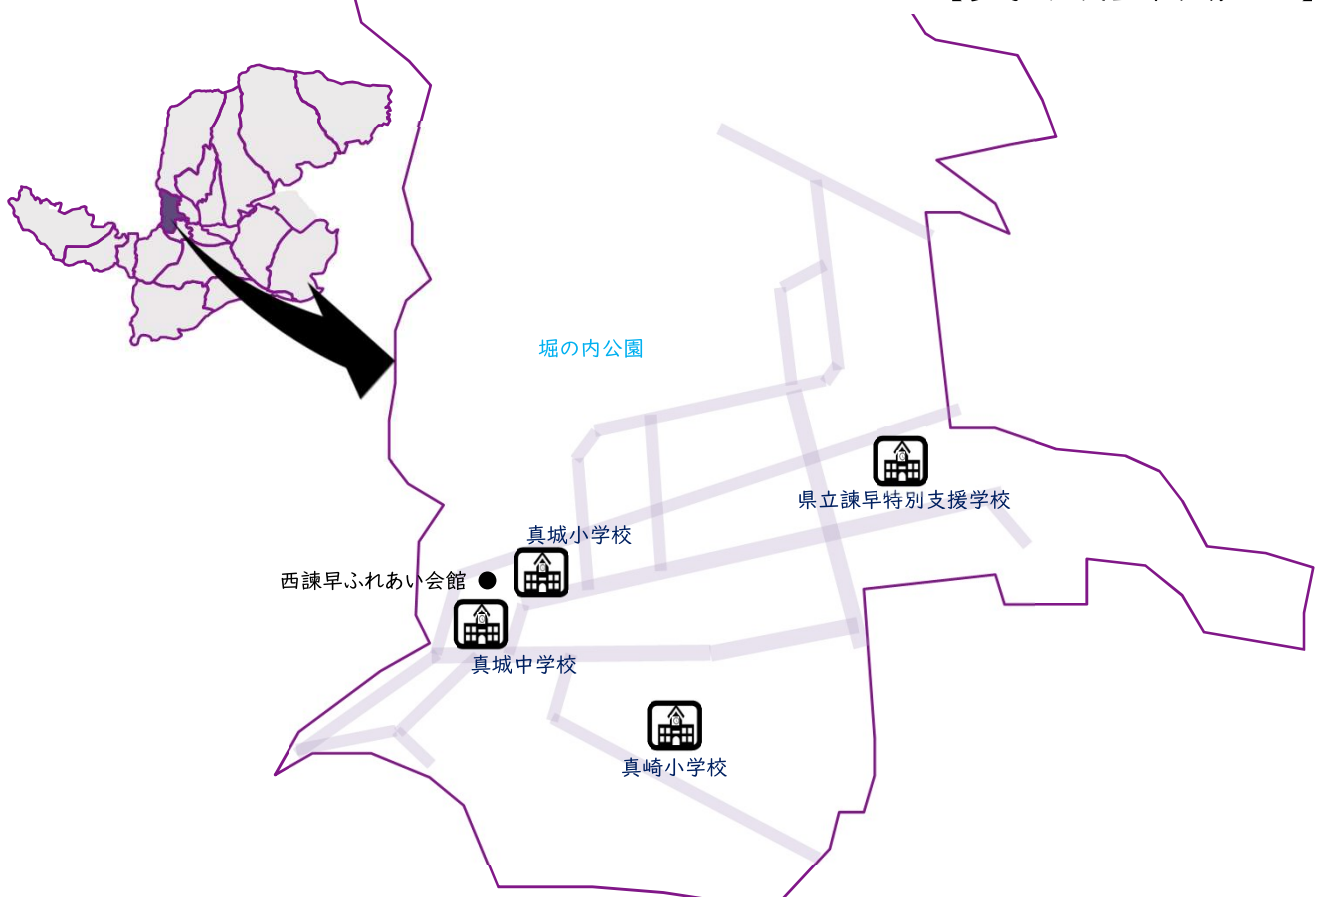 堀の内公園
県立諫早特別支援学校
真城小学校
西諫早ふれあい会館
真城中学校
真崎小学校